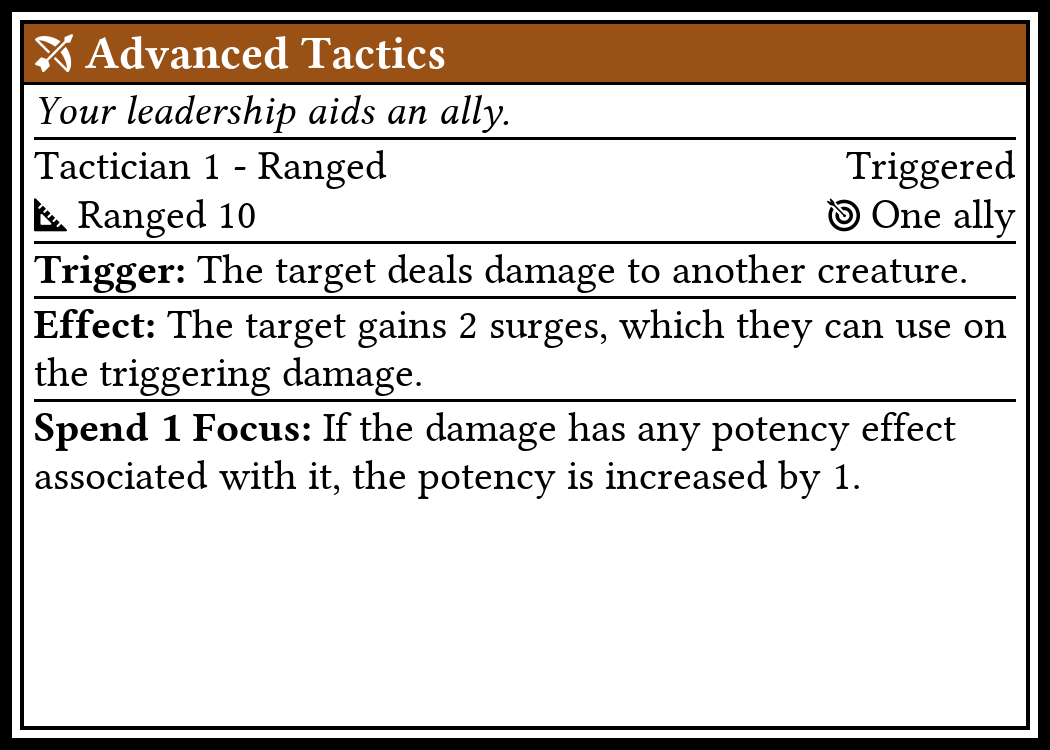 Advanced Tactics
Your leadership aids an ally.
Tactician 1 - Ranged Triggered
Ranged 10 One ally
Trigger: The target deals damage to another creature.
Effect: The target gains 2 surges, which they can use on
the triggering damage.
Spend 1 Focus: If the damage has any potency effect
associated with it, the potency is increased by 1.